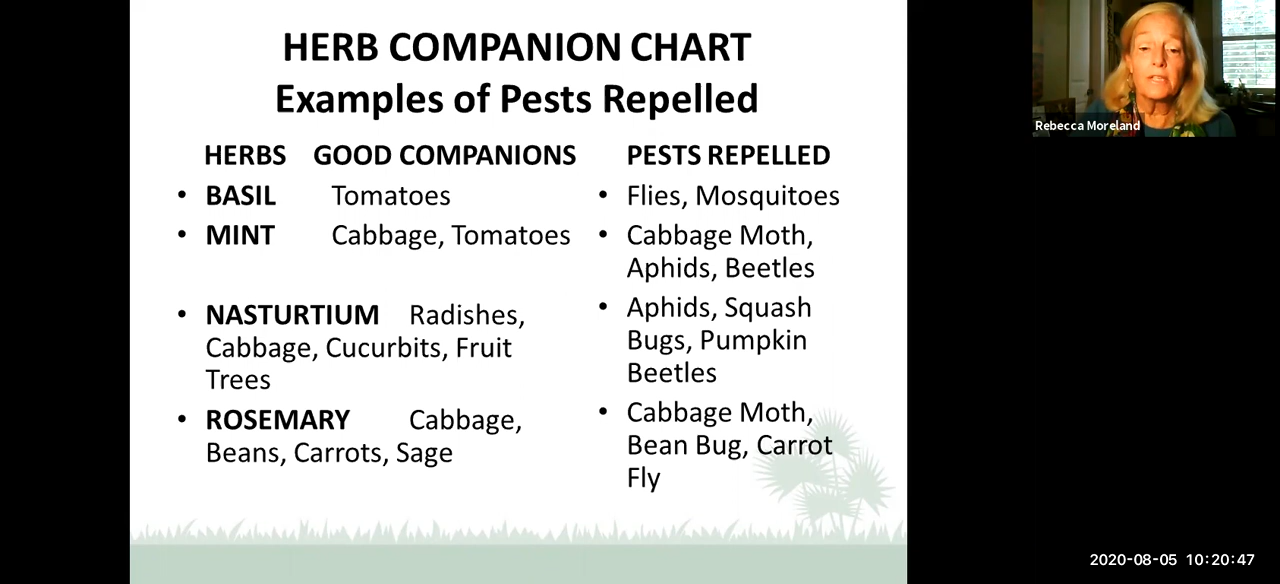 HERB COMPANION CHART
Examples of Pests Repelled
HERBS GOOD COMPANIONS
• BASIL Tomatoes
• MINT Cabbage, Tomatoes
• NASTURTIUM Radishes,
Cabbage, Cucurbits, Fruit
Trees
• ROSEMARY Cabbage,
Beans, Carrots, Sage
PESTS REPELLED
• Flies, Mosquitoes
• Cabbage Moth,
Aphids, Beetles
• Aphids, Squash
Bugs, Pumpkin
Beetles
• Cabbage Moth,
Bean Bug, Carrot
Fly
Rebecca Moreland
2020-08-05 10:20:47